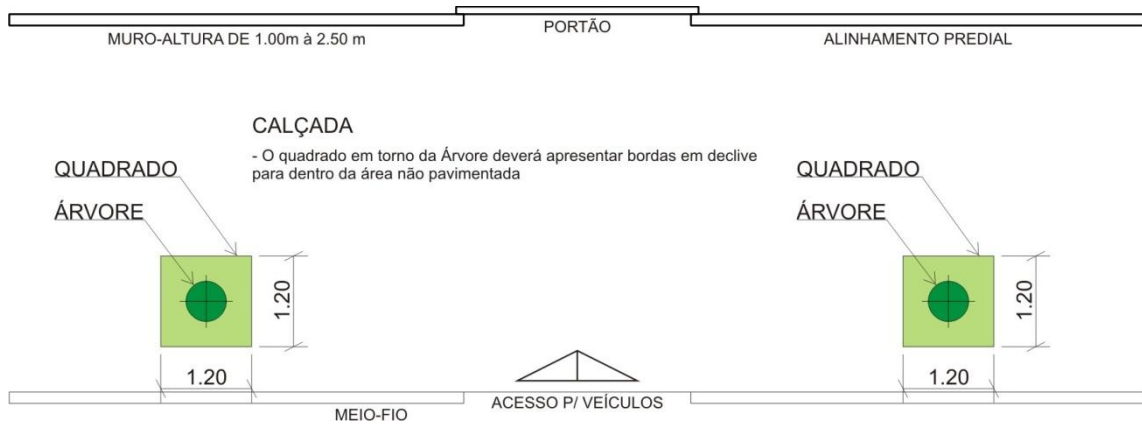 PORTÃO
MURO-ALTURA DE 1.00m à 2.50 m
ALINHAMENTO PREDIAL
CALÇADA
- O quadrado em torno da Árvore deverá apresentar bordas em declive
para dentro da área não pavimentada
QUADRADO
ÁRVORE
1.20
1.20
QUADRADO
ÁRVORE
1.20
1.20
ACESSO P/ VEÍCULOS
MEIO-FIO